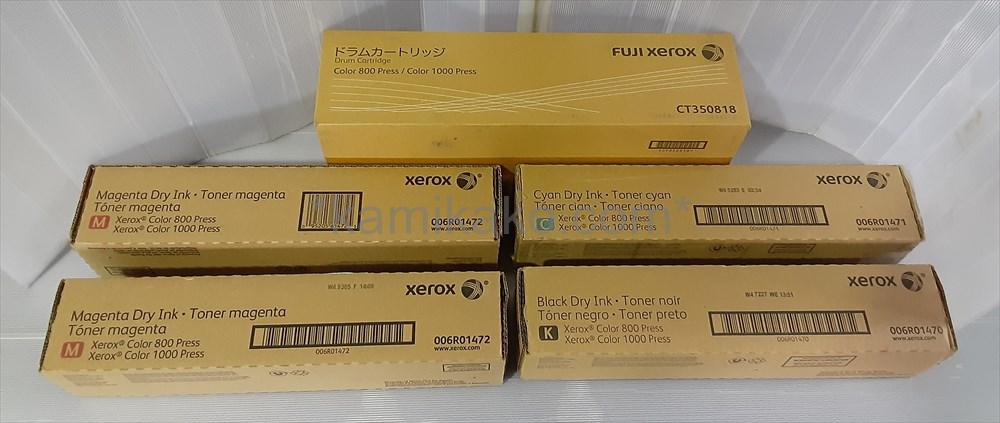 ドラムカートリッジ
Drum Cartridge
Color 800 Press / Color 1000 Press
FUJI xerox
CT350818
Magenta Dry Ink • Toner magenta
Tóner magenta
M
Xerox® Color 800 Press
Xerox® Color 1000 Press
xerox
006R01472
www.xerox.com
Cyan Dry Ink • Toner cyan
Tóner cian • Toner ciano
C
Xerox® Color 800 Press
Xerox® Color 1000 Press
006R01471
xerox
006R01471
www.xerox.com
Magenta Dry Ink • Toner magenta
Tóner magenta
M
Xerox® Color 800 Press
Xerox® Color 1000 Press
006R01472
xerox
006R01472
www.xerox.com
Black Dry Ink • Toner noir
Tóner negro • Toner preto
K
Xerox® Color 800 Press
Xerox® Color 1000 Press
006R01470
xerox
006R01470
www.xerox.com